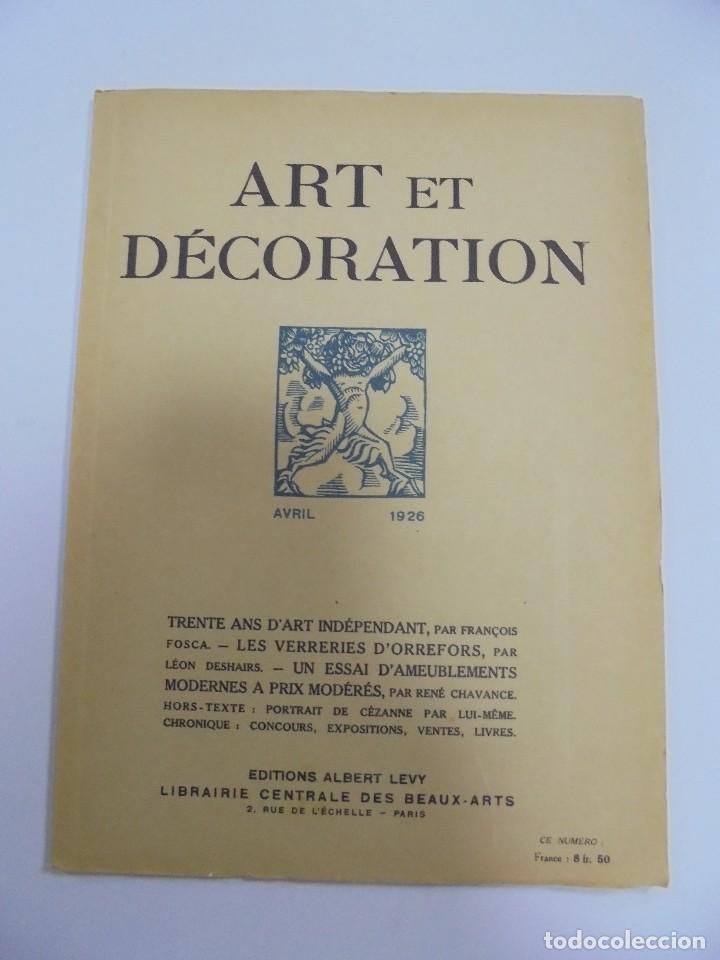 ART ET
DÉCORATION
AVRIL 1926
TRENTE ANS D'ART INDÉPENDANT, PAR FRANÇOIS
FOSCA. — LES VERRERIES D'ORREFORS, PAR
LÉON DESHAIRS. — UN ESSAI D'AMEUBLEMENTS
MODERNES A PRIX MODÉRÉS, PAR RENÉ CHAVANCE.
HORS-TEXTE : PORTRAIT DE CÉZANNE PAR LUI-MÊME.
CHRONIQUE : CONCOURS, EXPOSITIONS, VENTES, LIVRES.
EDITIONS ALBERT LEVY
LIBRAIRIE CENTRALE DES BEAUX-ARTS
2, RUE DE L'ÉCHELLE — PARIS
CE NUMERO :
France : 8 fr. 50
todocoleccion